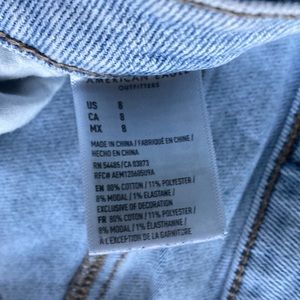 AMERICAN EAGLE
OUTFITTERS
US 8
CA 8
MX 8
MADE IN CHINA / FABRIQUÉ EN CHINE /
HECHO EN CHINA
RN 54485/CA 03873
EN 80% COTTON / 11% POLYESTER /
8% MODAL / 1% ELASTANE /
EXCLUSIVE OF DECORATION
FR 80% COTON / 11% POLYESTER /
8% MODAL / 1% ÉLASTHANNE /
À L'EXCEPTION DE LA GARNITURE